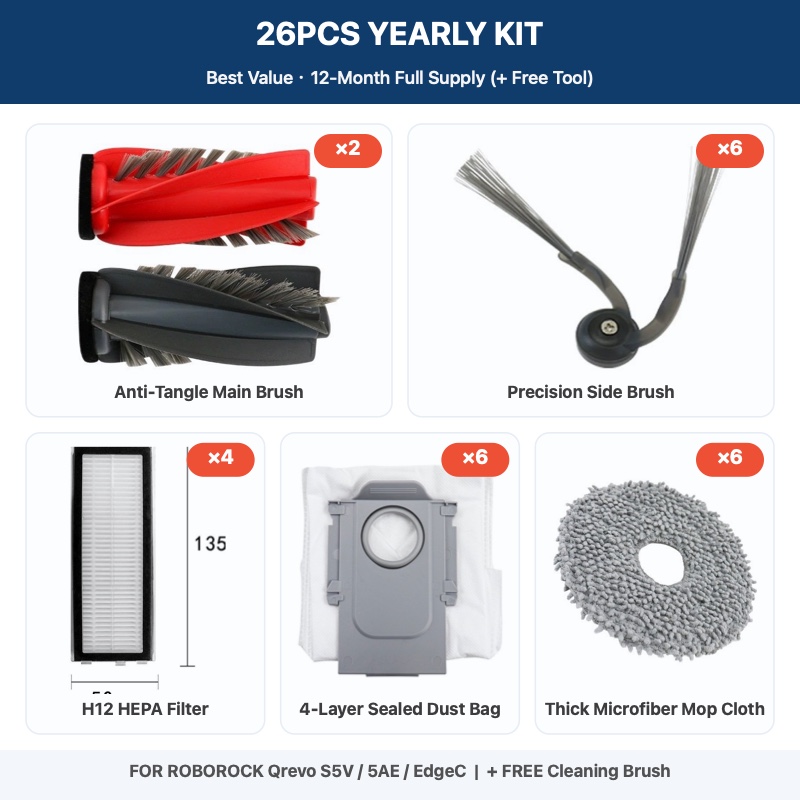 26PCS YEARLY KIT
Best Value · 12-Month Full Supply (+ Free Tool)
×2
Anti-Tangle Main Brush
×6
Precision Side Brush
×4
135
H12 HEPA Filter
×6
4-Layer Sealed Dust Bag
×6
Thick Microfiber Mop Cloth
FOR ROBOROCK Qrevo S5V / 5AE / EdgeC | + FREE Cleaning Brush